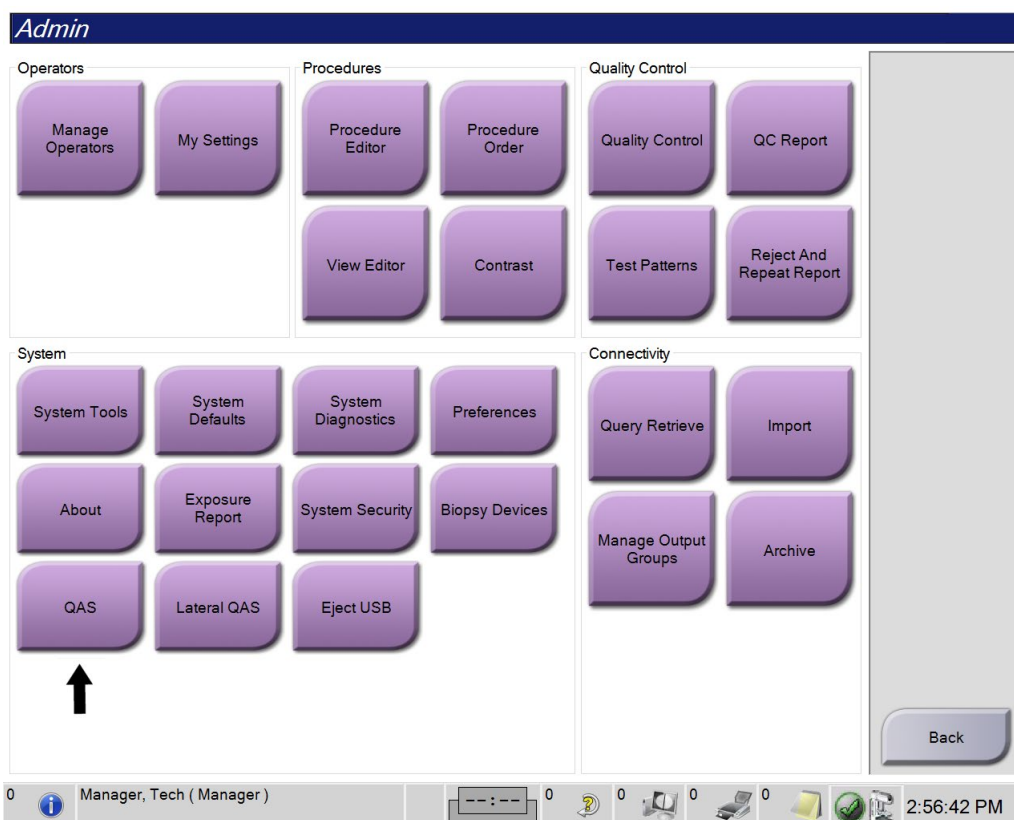 Admin
Operators
Manage
Operators
My Settings
Procedures
Procedure
Editor
Procedure
Order
View Editor
Contrast
Quality Control
Quality Control
QC Report
Test Patterns
Reject And
Repeat Report
System
System Tools
System
Defaults
System
Diagnostics
Preferences
About
Exposure
Report
System Security
Biopsy Devices
QAS
Lateral QAS
Eject USB
Connectivity
Query Retrieve
Import
Manage Output
Groups
Archive
Back
0
Manager, Tech ( Manager )
--:--
0
0
0
0
2:56:42 PM